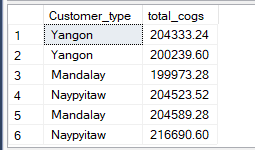 Customer_type total_cogs
1 Yangon 204333.24
2 Yangon 200239.60
3 Mandalay 199973.28
4 Naypyitaw 204523.52
5 Mandalay 204589.28
6 Naypyitaw 216690.60